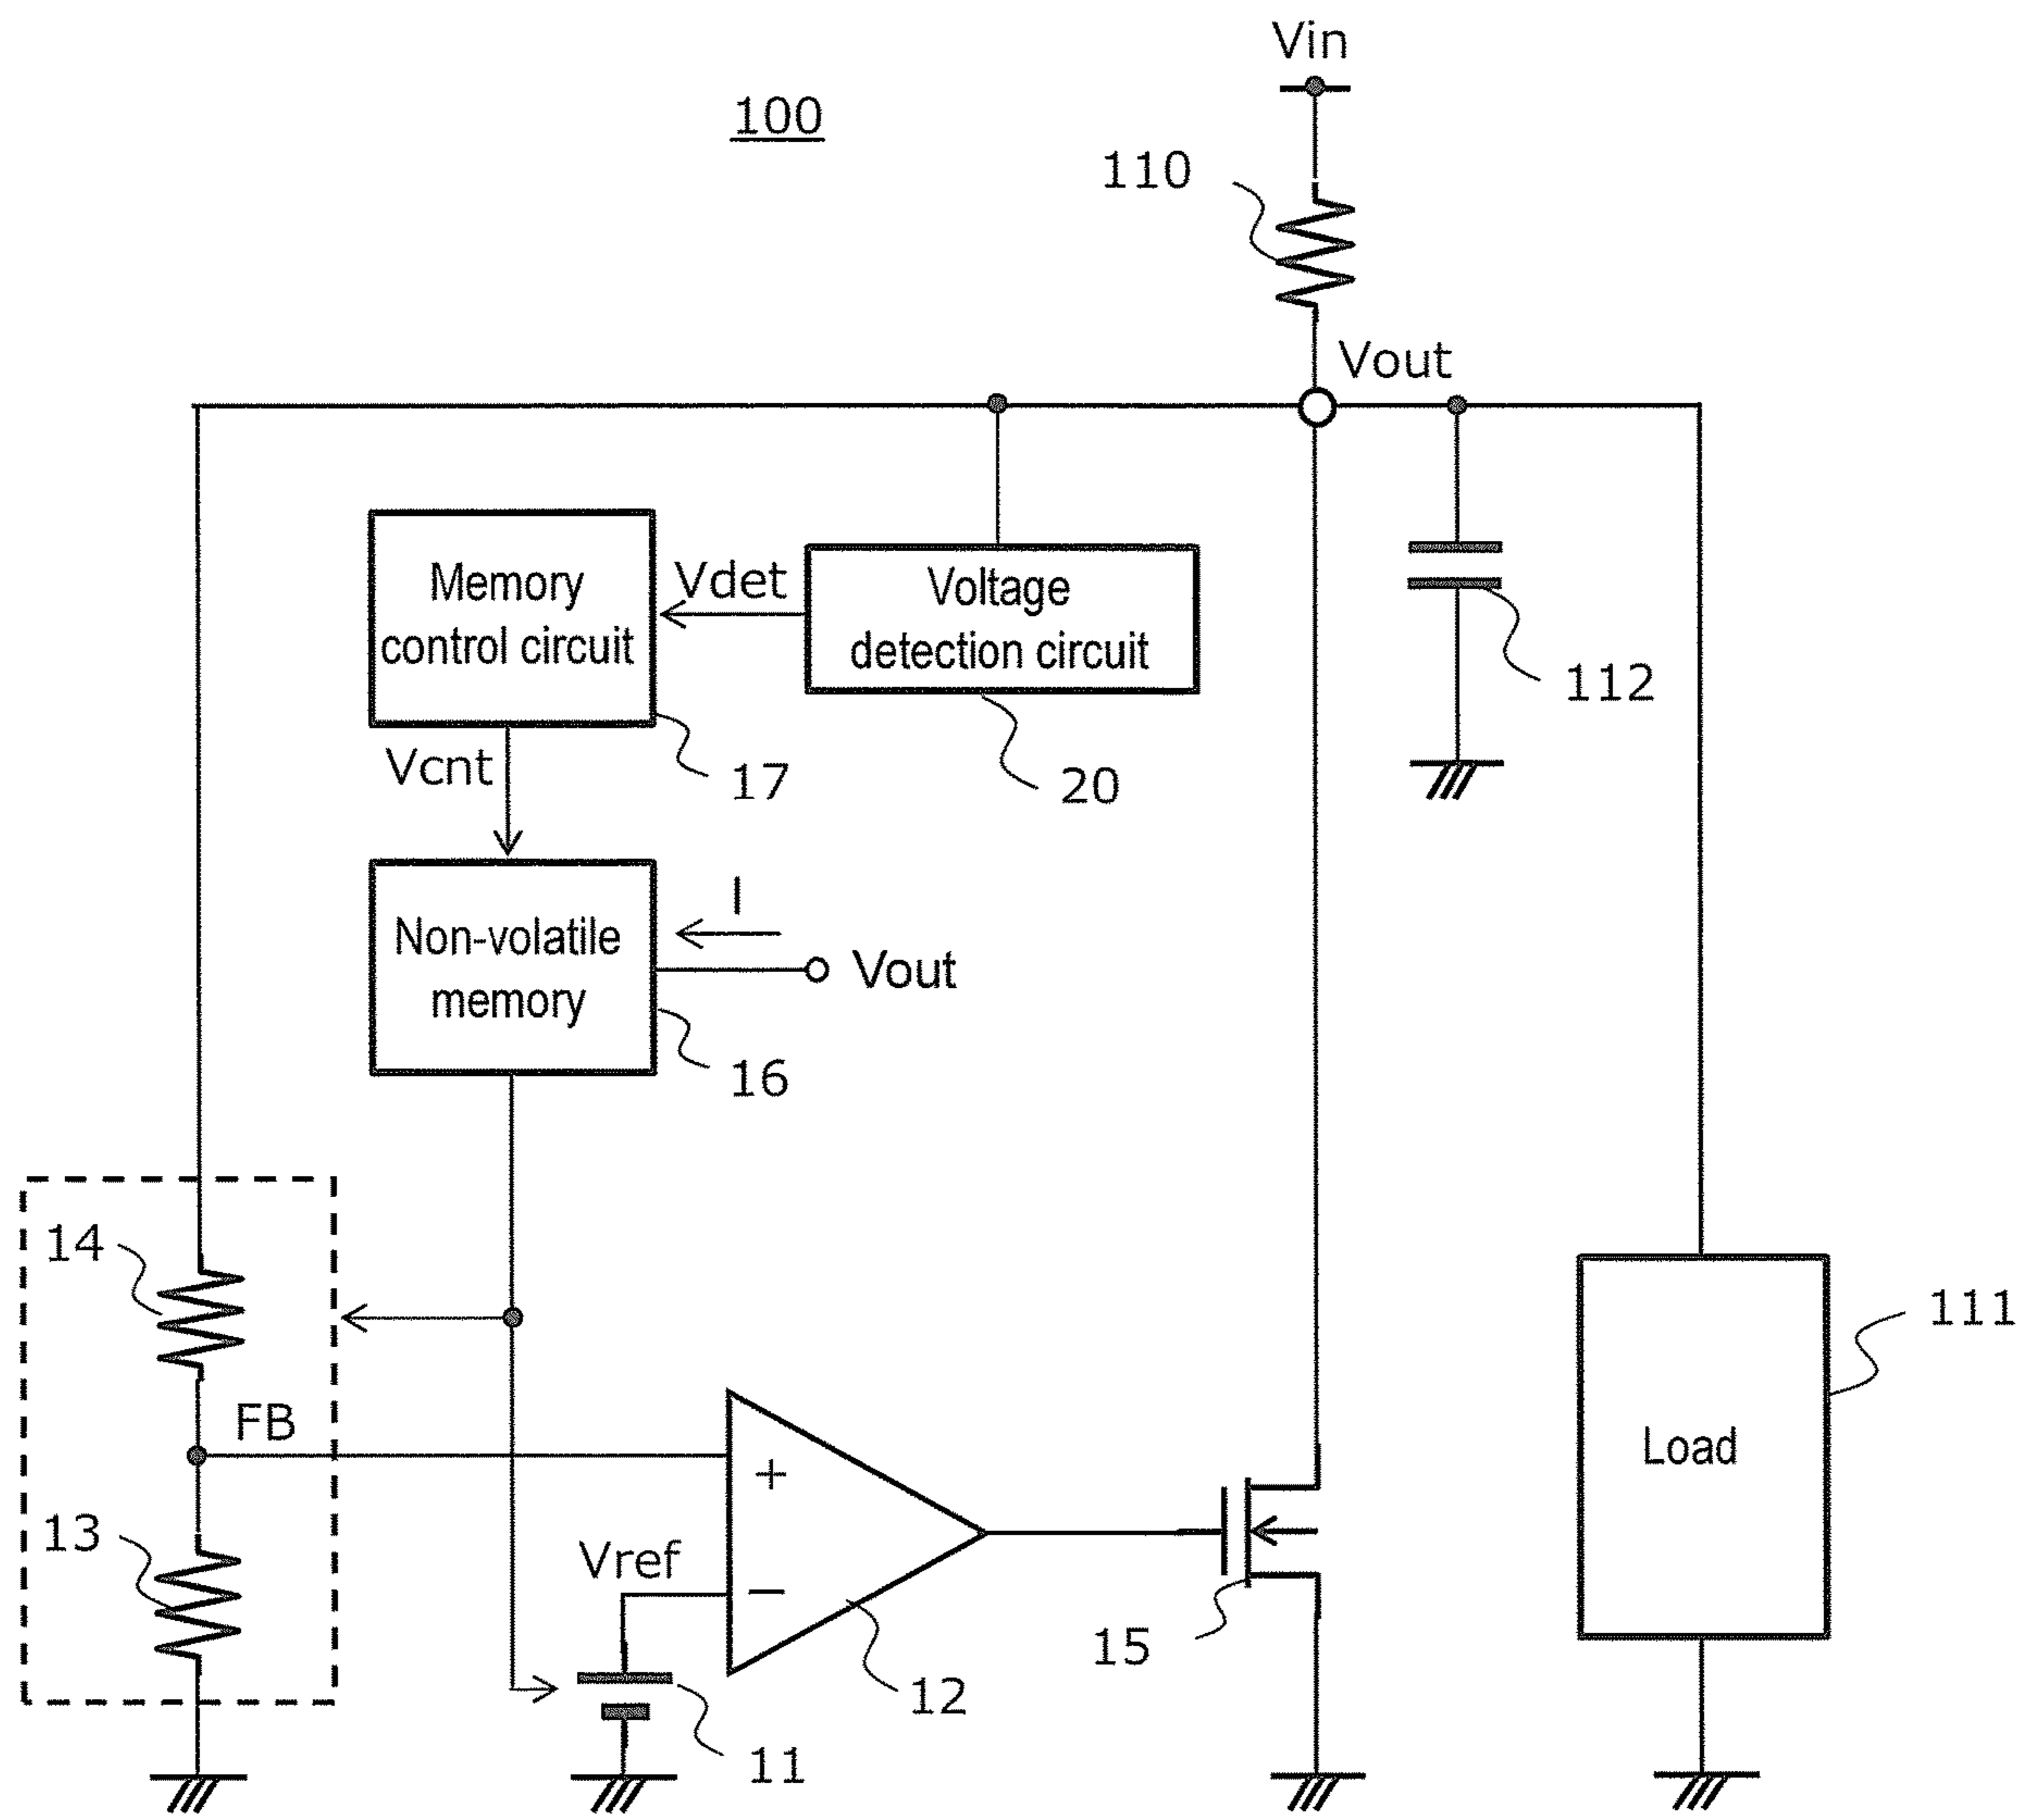 Vin
100
110
Vout
Memory
control circuit
Vdet
Voltage
detection circuit
112
17
20
Vcnt
Non-volatile
memory
I
Vout
16
14
111
FB
Load
+
13
Vref
−
15
12
11